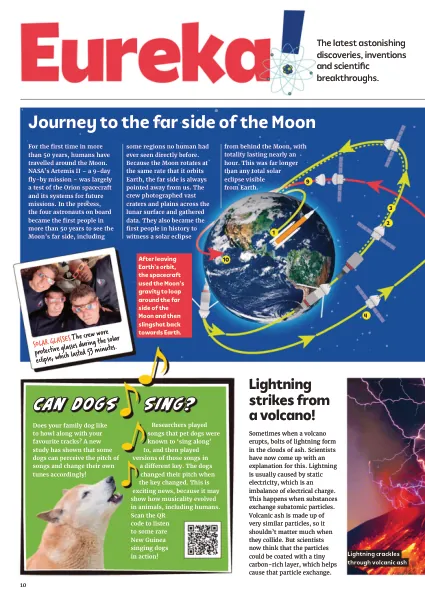 Eureka!
The latest astonishing
discoveries, inventions
and scientific
breakthroughs.
Journey to the far side of the Moon
For the first time in
more than 50 years, humans have
travelled around the Moon.
NASA's Artemis II – a 9-day
fly-by mission – was largely
a test of the Orion spacecraft
and its systems for future
missions. In the process,
the four astronauts on board
became the first people in
more than 50 years to see the
Moon's far side, including
some regions no human had
ever seen directly before.
Because the Moon rotates at
the same rate that it orbits
Earth, the far side is always
pointed away from us. The
crew photographed vast
craters and plains across the
lunar surface and gathered
data. They also became the
first people in history to
witness a solar eclipse
from behind the Moon, with
totality lasting nearly an
hour. This was far longer
than any total solar
eclipse visible
from Earth.
After leaving
Earth's orbit,
the spacecraft
used the Moon's
gravity to loop
around the far
side of the
Moon and then
slingshot back
towards Earth.
1
2
3
4
9
10
SOLAR GLASSES The crew wore
protective glasses during the solar
eclipse, which lasted 53 minutes.
CAN DOGS SING?
Does your family dog like
to howl along with your
favourite tracks? A new
study has shown that some
dogs can perceive the pitch of
songs and change their own
tunes accordingly!
Researchers played
songs that pet dogs were
known to 'sing along'
to, and then played
versions of those songs in
a different key. The dogs
changed their pitch when
the key changed. This is
exciting news, because it may
show how musicality evolved
in animals, including humans.
Scan the QR
code to listen
to some rare
New Guinea
singing dogs
in action!
Lightning
strikes from
a volcano!
Sometimes when a volcano
erupts, bolts of lightning form
in the clouds of ash. Scientists
have now come up with an
explanation for this. Lightning
is usually caused by static
electricity, which is an
imbalance of electrical charge.
This happens when substances
exchange subatomic particles.
Volcanic ash is made up of
very similar particles, so it
shouldn't matter much when
they collide. But scientists
now think that the particles
could be coated with a tiny
carbon-rich layer, which helps
cause that particle exchange.
Lightning crackles
through volcanic ash
10